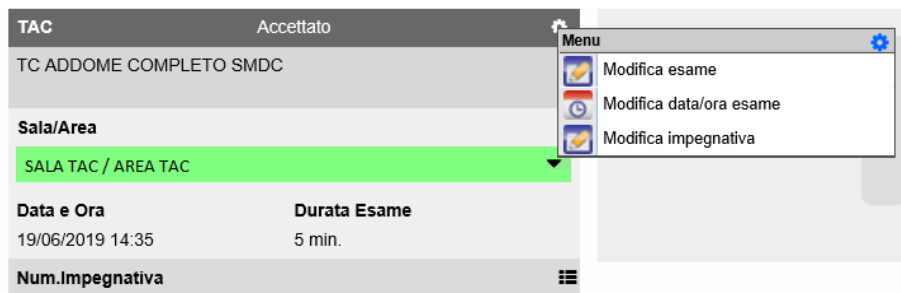 TAC Accettato
TC ADDOME COMPLETO SMDC
Sala/Area
SALA TAC / AREA TAC
Data e Ora Durata Esame
19/06/2019 14:35 5 min.
Num.Impegnativa
Menu
Modifica esame
Modifica data/ora esame
Modifica impegnativa